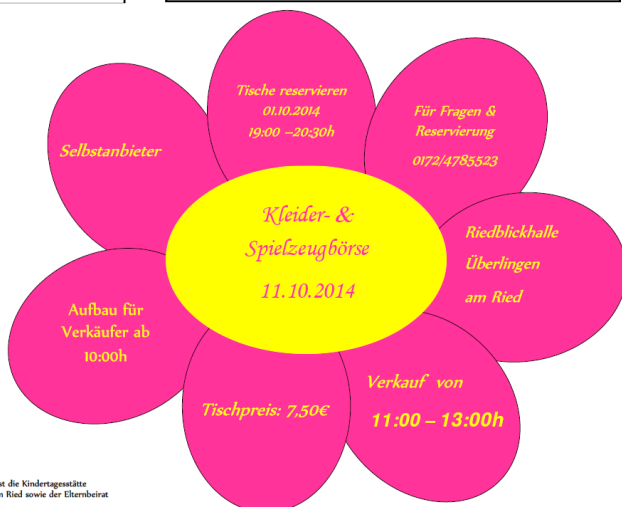 Tische reservieren
01.10.2014
19:00 –20:30h
Für Fragen &
Reservierung
0172/4785523
Selbstanbieter
Kleider- &
Spielzeugbörse
11.10.2014
Riedblickhalle
Überlingen
am Ried
Aufbau für
Verkäufer ab
10:00h
Verkauf von
11:00 – 13:00h
Tischpreis: 7,50€
die Kindertagesstätte
Ried sowie der Elternbeirat